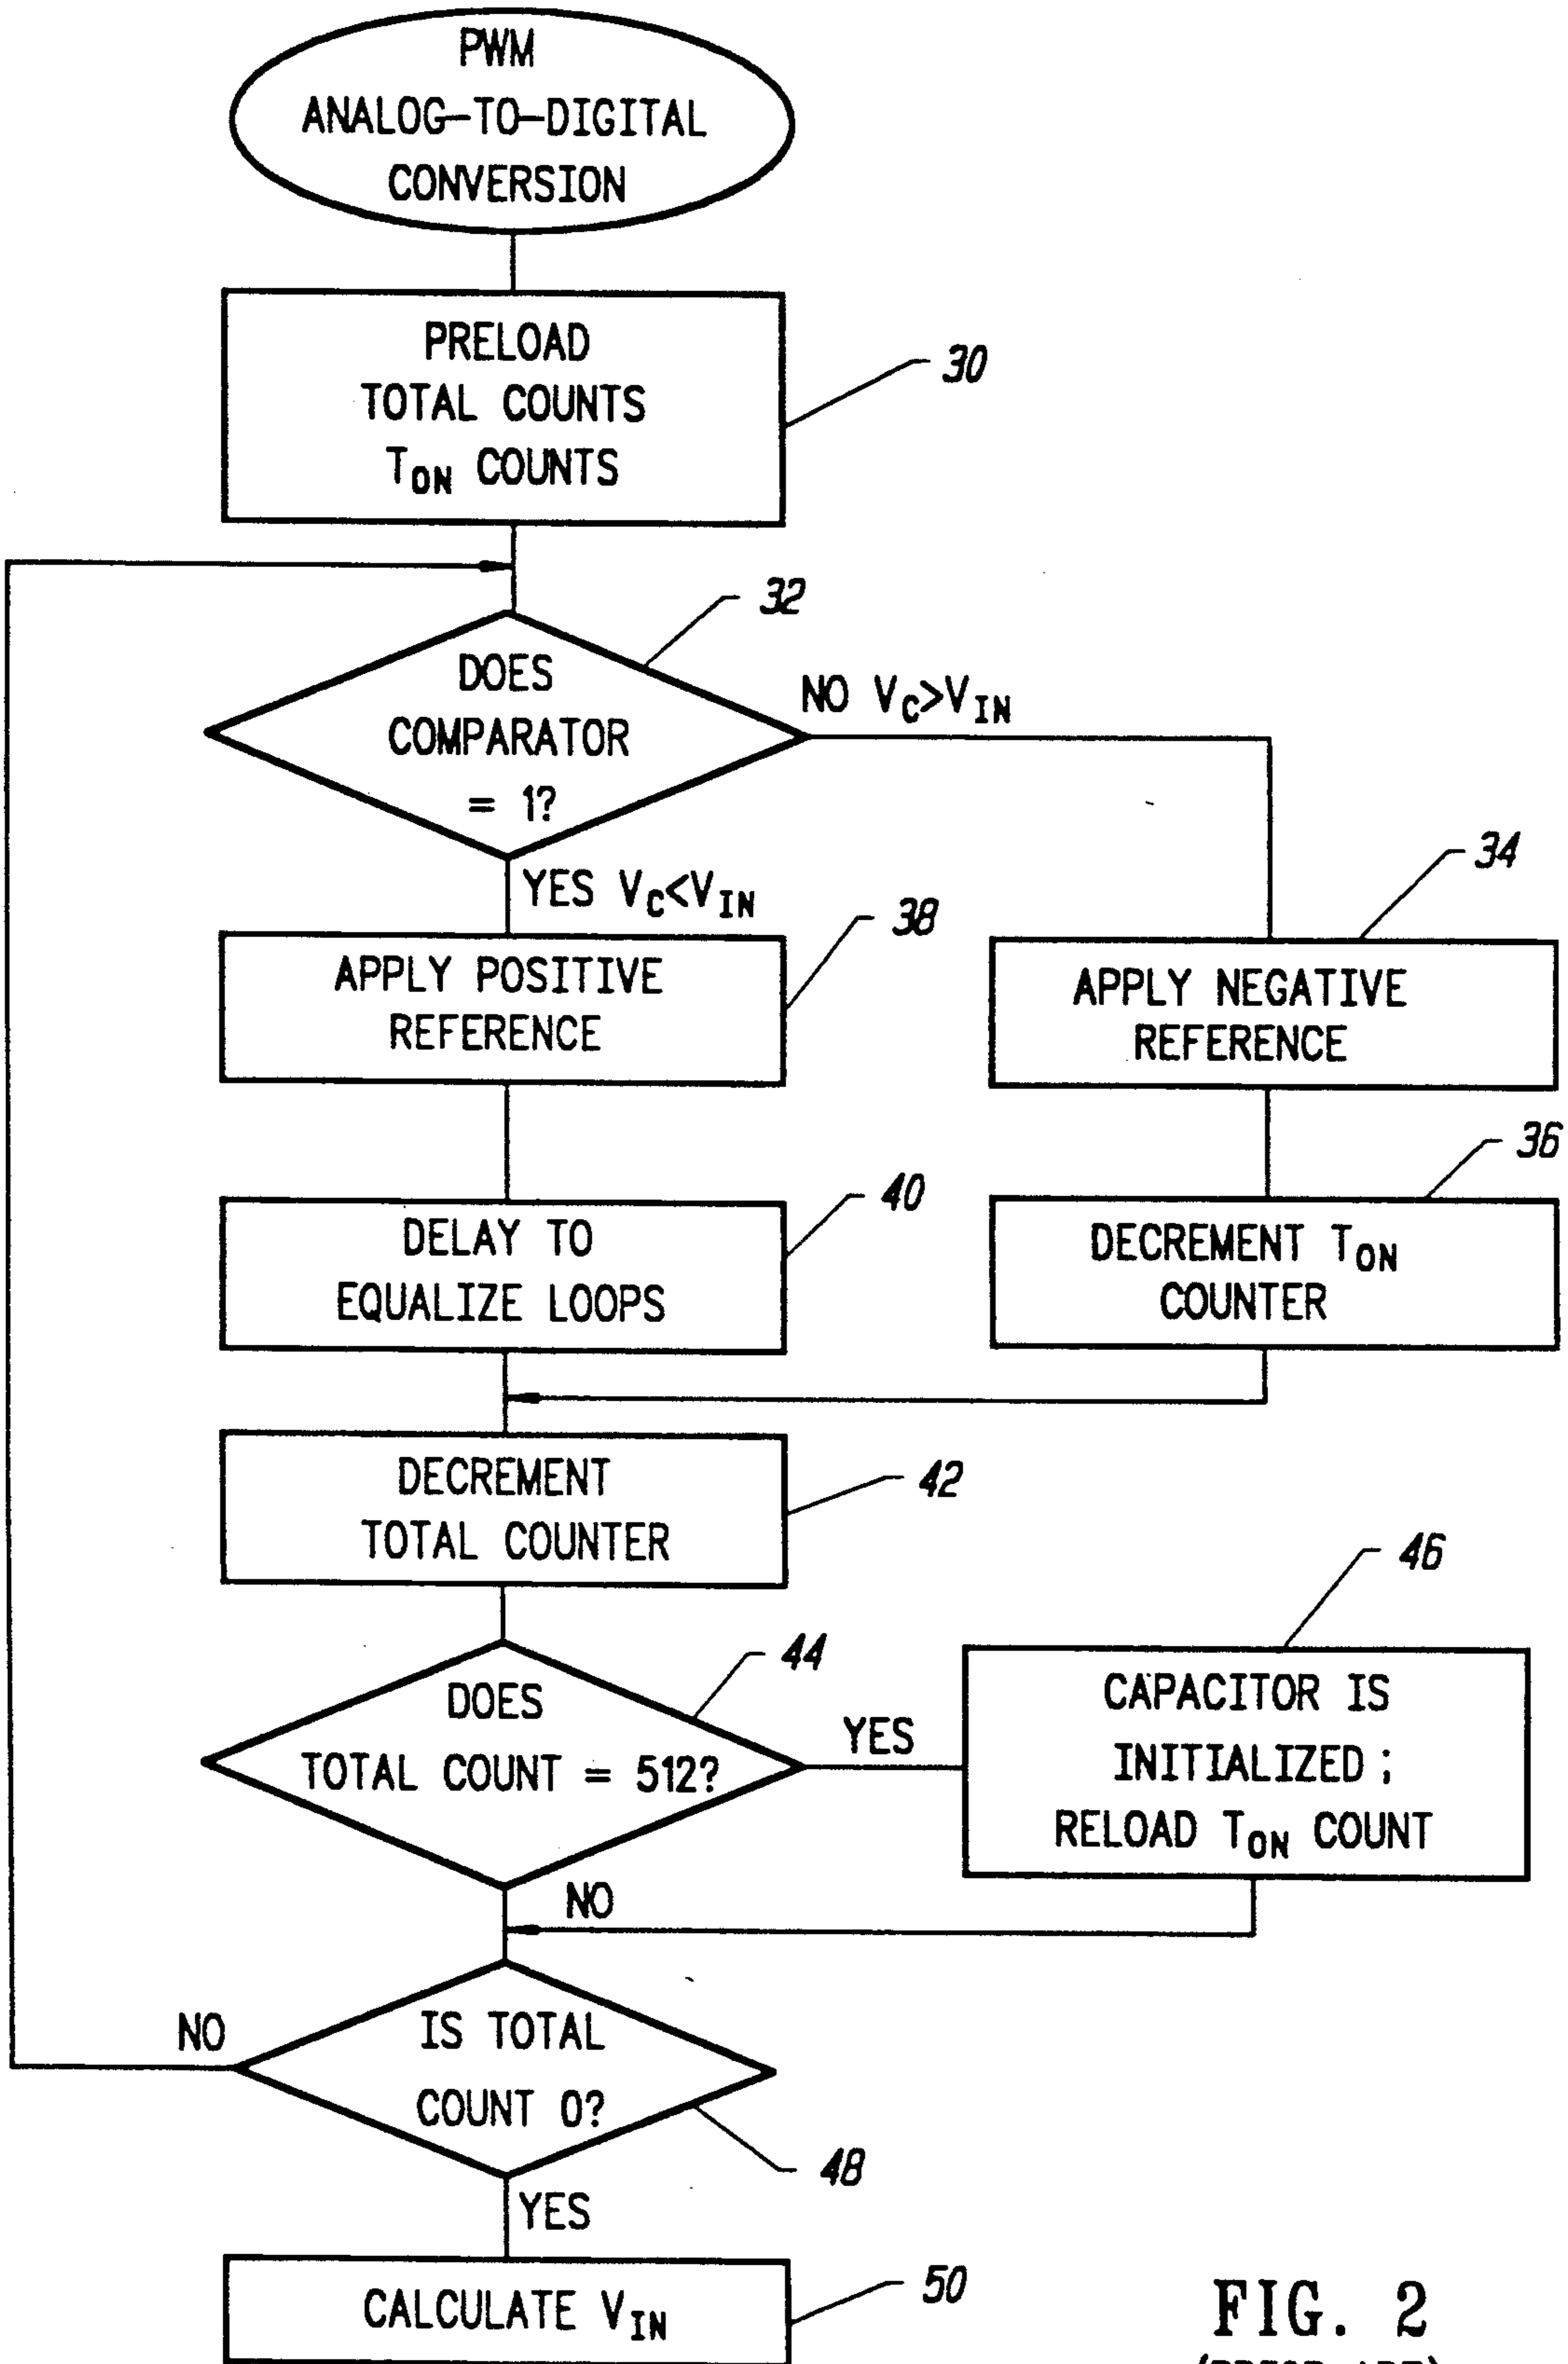 PWM
ANALOG-TO-DIGITAL
CONVERSION
PRELOAD
TOTAL COUNTS
TON COUNTS
30
32
DOES
COMPARATOR
= 1?
NO VC>VIN
YES VC<VIN
34
38
APPLY POSITIVE
REFERENCE
APPLY NEGATIVE
REFERENCE
36
40
DELAY TO
EQUALIZE LOOPS
DECREMENT TON
COUNTER
DECREMENT
TOTAL COUNTER
42
46
44
DOES
TOTAL COUNT = 512?
YES
CAPACITOR IS
INITIALIZED ;
RELOAD TON COUNT
NO
NO
IS TOTAL
COUNT 0?
48
YES
CALCULATE VIN
50
FIG. 2
(PRIOR ART)